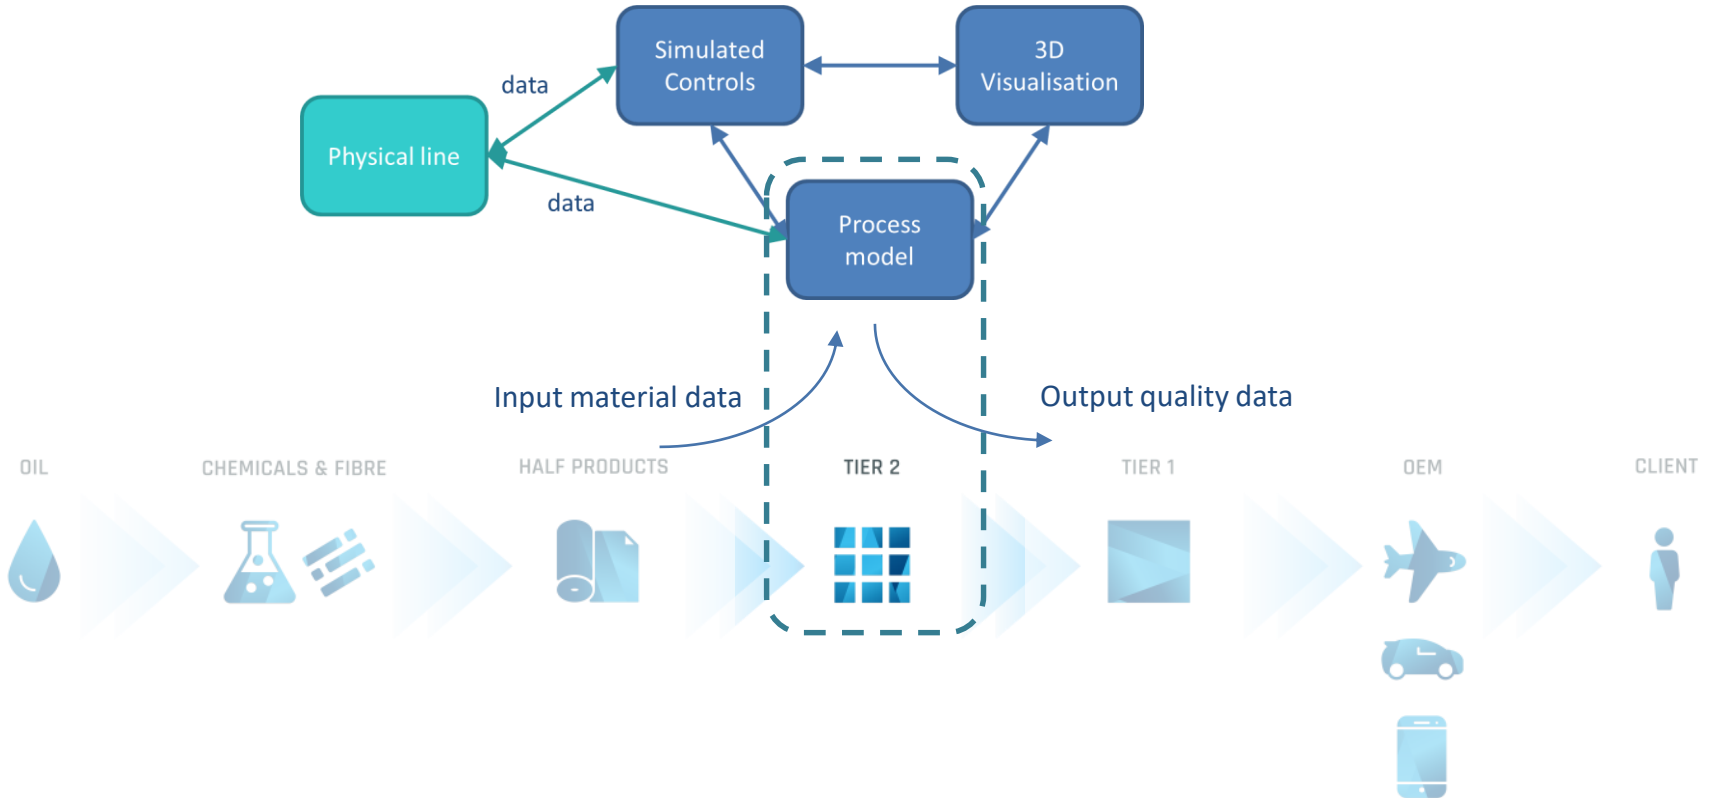 Simulated
Controls
3D
Visualisation
data
Physical line
data
Process
model
Input material data
Output quality data
OIL
CHEMICALS & FIBRE
HALF PRODUCTS
TIER 2
TIER 1
OEM
CLIENT